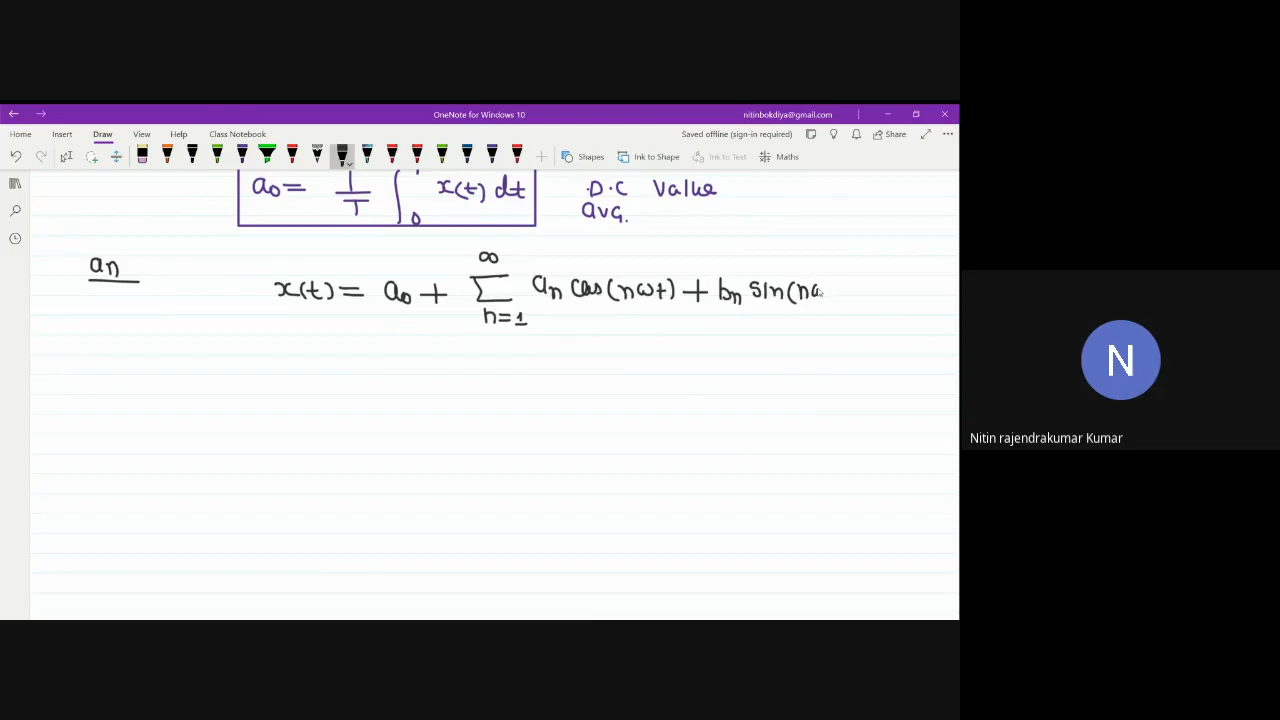 OneNote for Windows 10
nitinbokdiya@gmail.com
Home Insert Draw View Help Class Notebook
Saved offline (sign-in required) Share
Shapes Ink to Shape Ink to Text Maths
a₀ = 1/T ∫₀ x(t) dt D.C Value
avg.
aₙ
x(t) = a₀ + ∑ₙ₌₁^∞ aₙ cos(nωt) + bₙ sin(nω
N
Nitin rajendrakumar Kumar